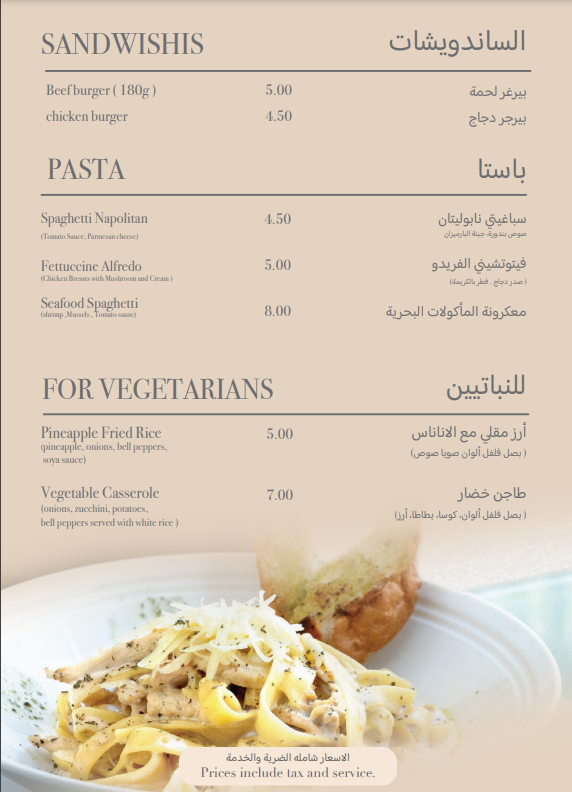 SANDWISHIS الساندويشات
Beef burger ( 180g ) 5.00 بيرغر لحمة
chicken burger 4.50 بيرجر دجاج
PASTA باستا
Spaghetti Napolitan 4.50 سباغيتي نابوليتان
(Tomato Sauce, Parmesan cheese) صوص بندورة، جبنة البارميزان
Fettuccine Alfredo 5.00 فيتوتشيني الفريدو
(Chicken Breasts with Mushroom and Cream ) ( صدر دجاج . فطر بالكريمة)
Seafood Spaghetti 8.00 معكرونة المأكولات البحرية
(shrimp ,Mussels , Tomato sauce)
FOR VEGETARIANS للنباتيين
Pineapple Fried Rice 5.00 أرز مقلي مع الاناناس
(pineapple, onions, bell peppers, ( بصل فلفل ألوان صويا صوص)
soya sauce)
Vegetable Casserole 7.00 طاجن خضار
(onions, zucchini, potatoes, ( بصل فلفل ألوان، كوسا، بطاطا، أرز)
bell peppers served with white rice )
الاسعار شامله الضريبة والخدمة
Prices include tax and service.